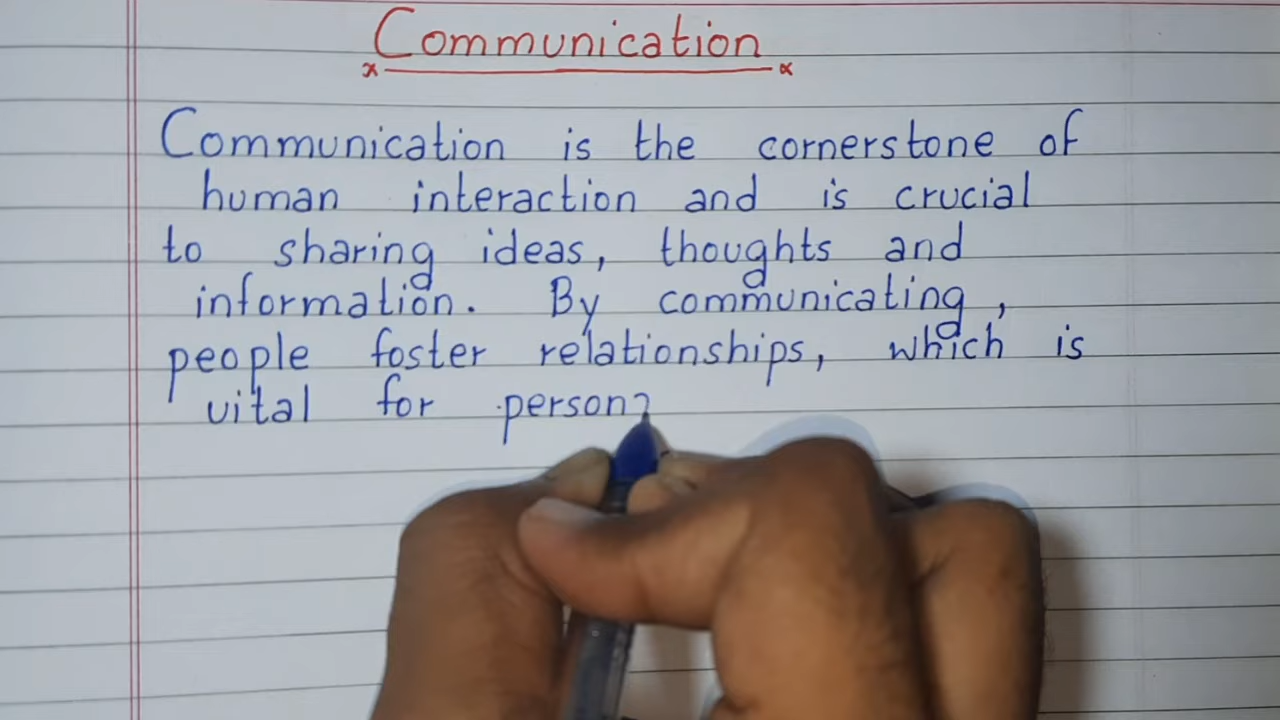 Communication
Communication is the cornerstone of
human interaction and is crucial
to sharing ideas, thoughts and
information. By communicating,
people foster relationships, which is
vital for person